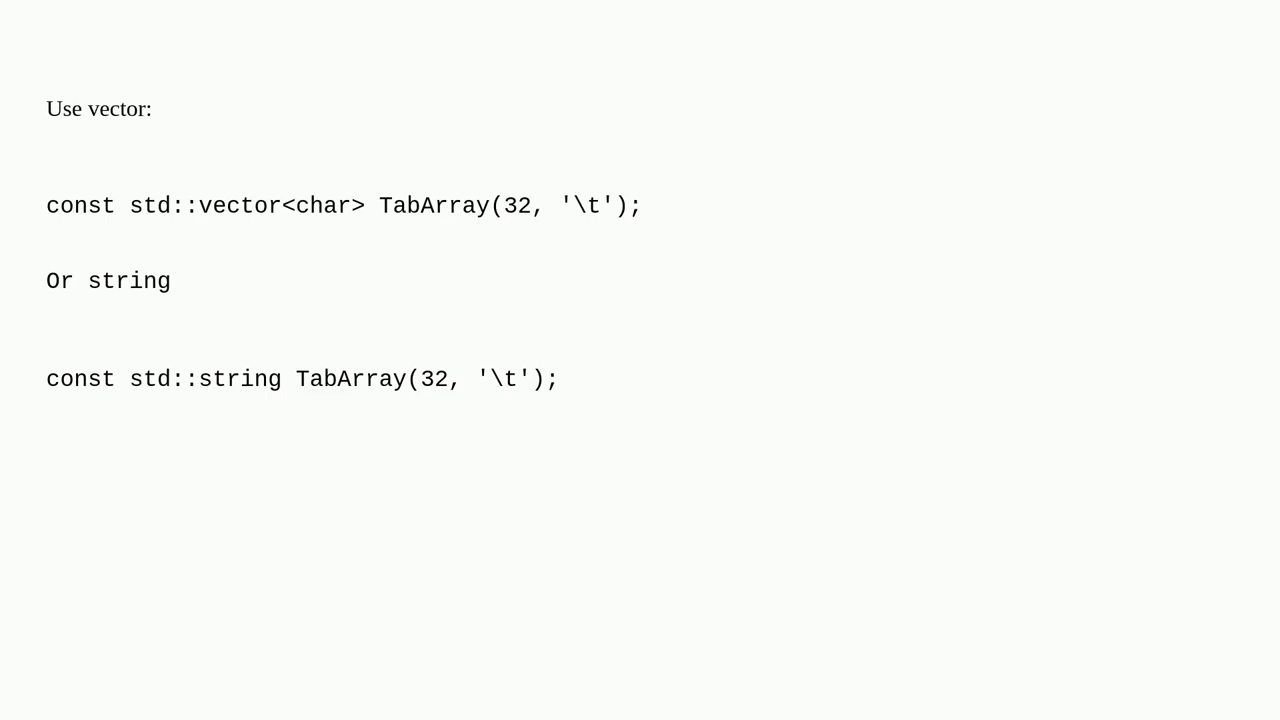 Use vector:
const std::vector<char> TabArray(32, '\t');
Or string
const std::string TabArray(32, '\t');